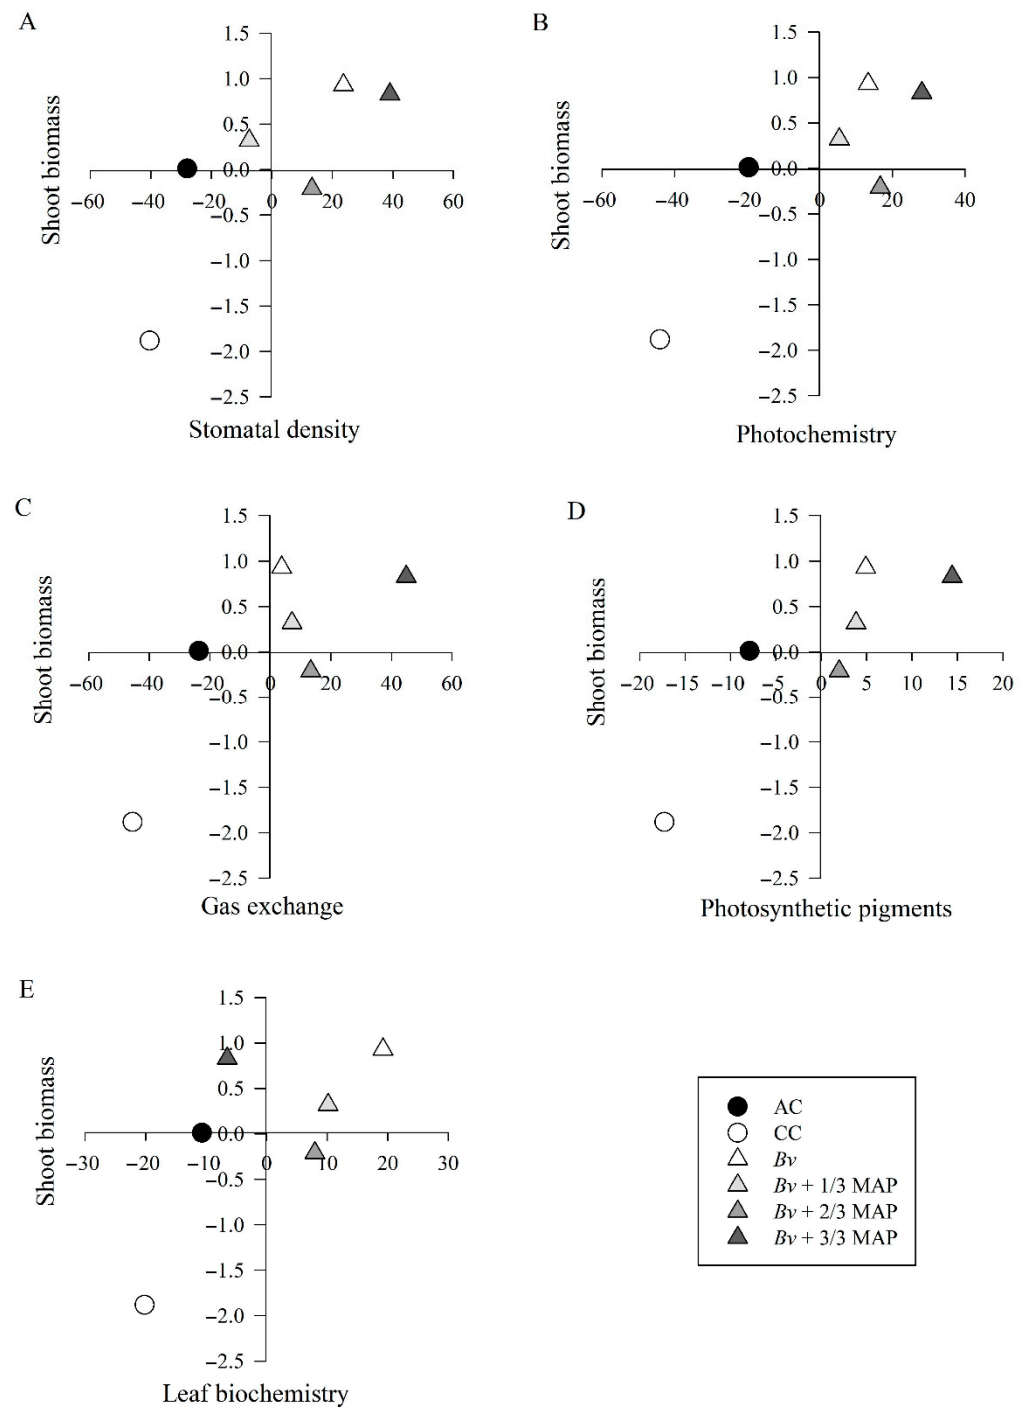 A
1.5
1.0
0.5
0.0
−60 −40 −20 0 20 40 60
−0.5
−1.0
−1.5
−2.0
−2.5
Shoot biomass
Stomatal density
B
1.5
1.0
0.5
0.0
−60 −40 −20 0 20 40
−0.5
−1.0
−1.5
−2.0
−2.5
Shoot biomass
Photochemistry
C
1.5
1.0
0.5
0.0
−60 −40 −20 0 20 40 60
−0.5
−1.0
−1.5
−2.0
−2.5
Shoot biomass
Gas exchange
D
1.5
1.0
0.5
0.0
−20 −15 −10 −5 0 5 10 15 20
−0.5
−1.0
−1.5
−2.0
−2.5
Shoot biomass
Photosynthetic pigments
E
1.5
1.0
0.5
0.0
−30 −20 −10 0 10 20 30
−0.5
−1.0
−1.5
−2.0
−2.5
Shoot biomass
Leaf biochemistry
AC
CC
Bv
Bv + 1/3 MAP
Bv + 2/3 MAP
Bv + 3/3 MAP